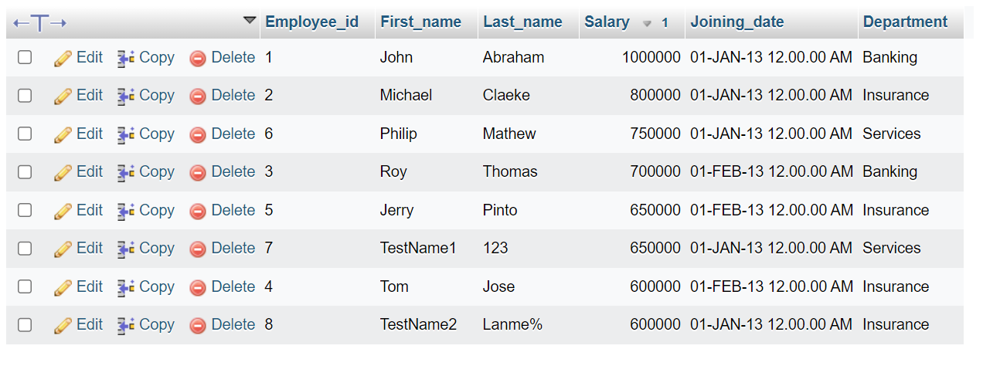 Employee_id First_name Last_name Salary 1 Joining_date Department
Edit Copy Delete 1 John Abraham 1000000 01-JAN-13 12.00.00 AM Banking
Edit Copy Delete 2 Michael Claeke 800000 01-JAN-13 12.00.00 AM Insurance
Edit Copy Delete 6 Philip Mathew 750000 01-JAN-13 12.00.00 AM Services
Edit Copy Delete 3 Roy Thomas 700000 01-FEB-13 12.00.00 AM Banking
Edit Copy Delete 5 Jerry Pinto 650000 01-FEB-13 12.00.00 AM Insurance
Edit Copy Delete 7 TestName1 123 650000 01-JAN-13 12.00.00 AM Services
Edit Copy Delete 4 Tom Jose 600000 01-FEB-13 12.00.00 AM Insurance
Edit Copy Delete 8 TestName2 Lanme% 600000 01-JAN-13 12.00.00 AM Insurance